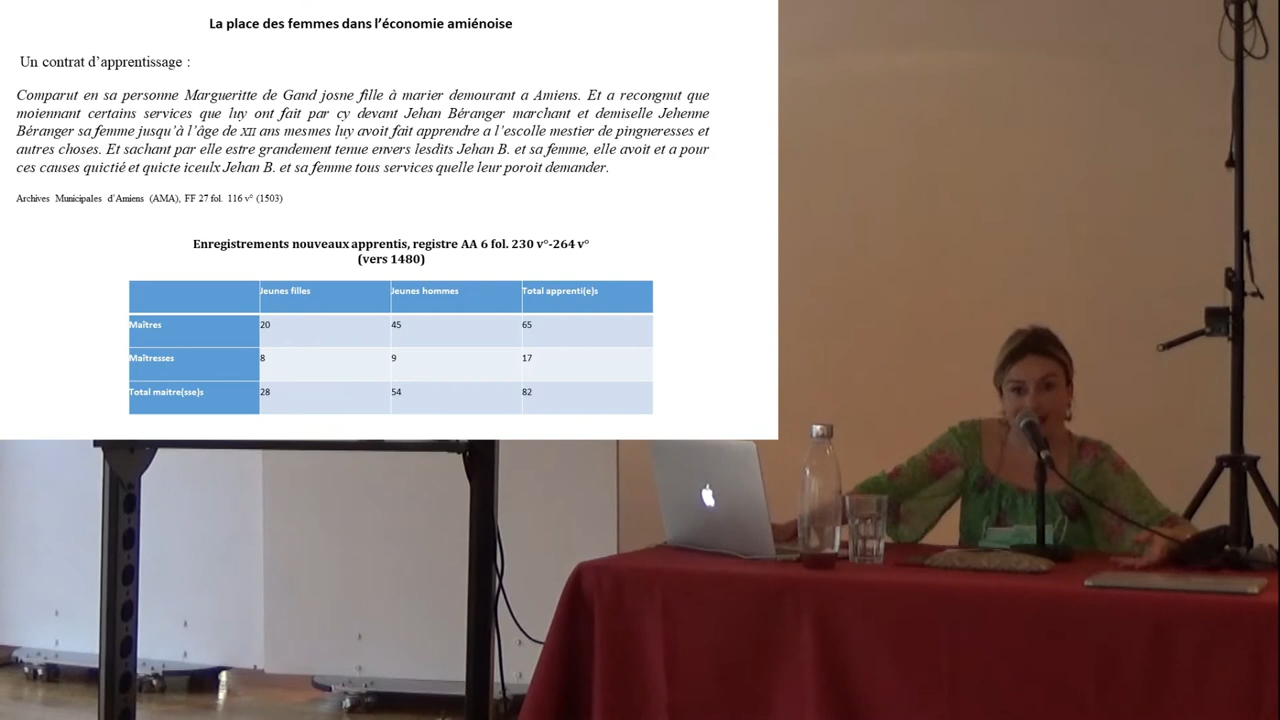 La place des femmes dans l'économie amiénoise
Un contrat d'apprentissage :
Comparut en sa personne Margueritte de Gand josne fille à marier demourant a Amiens. Et a recongnut que
moiennant certains services que luy ont fait par cy devant Jehan Béranger marchant et demiselle Jehenne
Béranger sa femme jusqu'à l'âge de XII ans mesmes luy avoit fait apprendre a l'escolle mestier de pingneresses et
autres choses. Et sachant par elle estre grandement tenue envers lesdits Jehan B. et sa femme, elle avoit et a pour
ces causes quictié et quicte iceulx Jehan B. et sa femme tous services quelle leur poroit demander.
Archives Municipales d'Amiens (AMA), FF 27 fol. 116 v° (1503)
Enregistrements nouveaux apprentis, registre AA 6 fol. 230 v°-264 v°
(vers 1480)
Jeunes filles Jeunes hommes Total apprenti(e)s
Maîtres 20 45 65
Maîtresses 8 9 17
Total maitre(sse)s 28 54 82